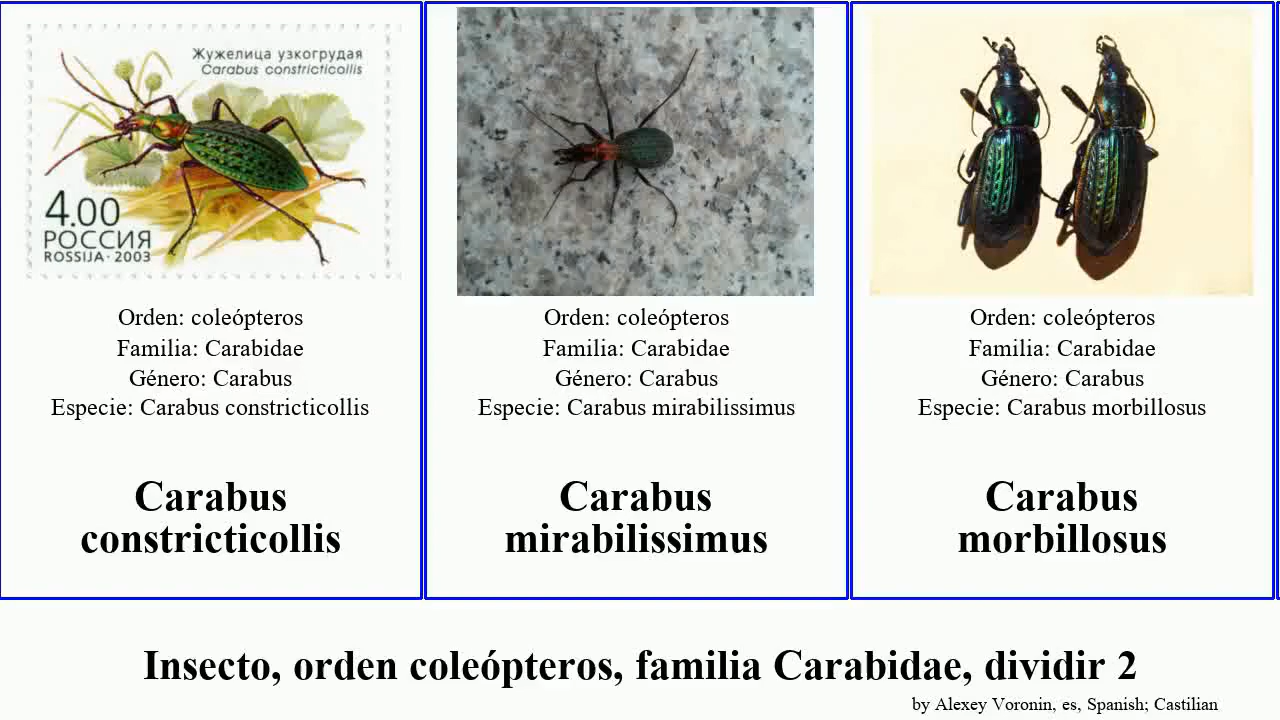 Жужелица узкогрудая
Carabus constricticollis
4.00
РОССИЯ
ROSSIJA · 2003
Orden: coleópteros
Familia: Carabidae
Género: Carabus
Especie: Carabus constricticollis
Carabus
constricticollis
Orden: coleópteros
Familia: Carabidae
Género: Carabus
Especie: Carabus mirabilissimus
Carabus
mirabilissimus
Orden: coleópteros
Familia: Carabidae
Género: Carabus
Especie: Carabus morbillosus
Carabus
morbillosus
Insecto, orden coleópteros, familia Carabidae, dividir 2
by Alexey Voronin, es, Spanish; Castilian